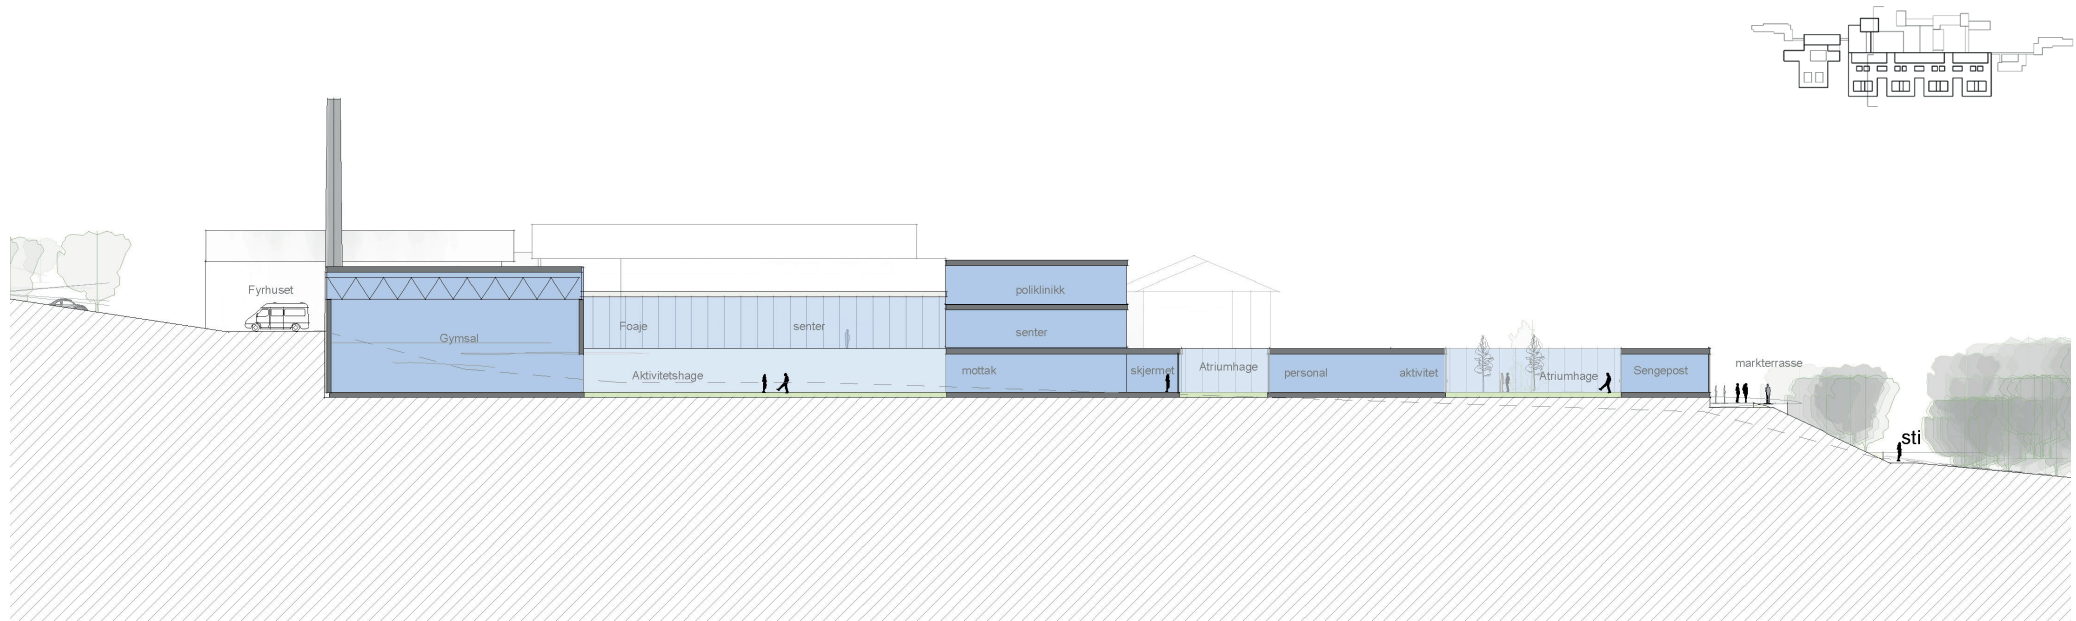 Fyrhuset
poliklinikk
Foaje
senter
senter
Gymsal
Aktivitetshage
mottak
skjermet
Atriumhage
personal
aktivitet
Atriumhage
Sengepost
markterrasse
sti